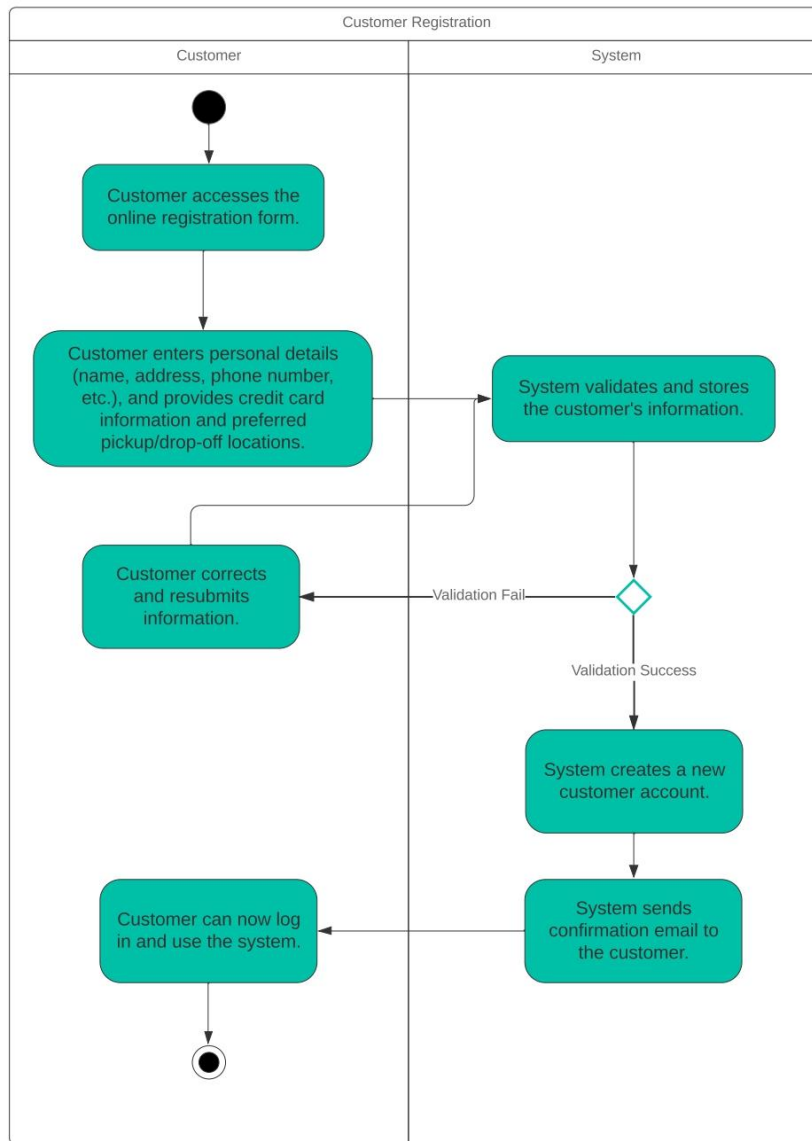 Customer Registration
Customer
System
Customer accesses the
online registration form.
Customer enters personal details
(name, address, phone number,
etc.), and provides credit card
information and preferred
pickup/drop-off locations.
System validates and stores
the customer's information.
Customer corrects
and resubmits
information.
Validation Fail
Validation Success
System creates a new
customer account.
System sends
confirmation email to
the customer.
Customer can now log
in and use the system.